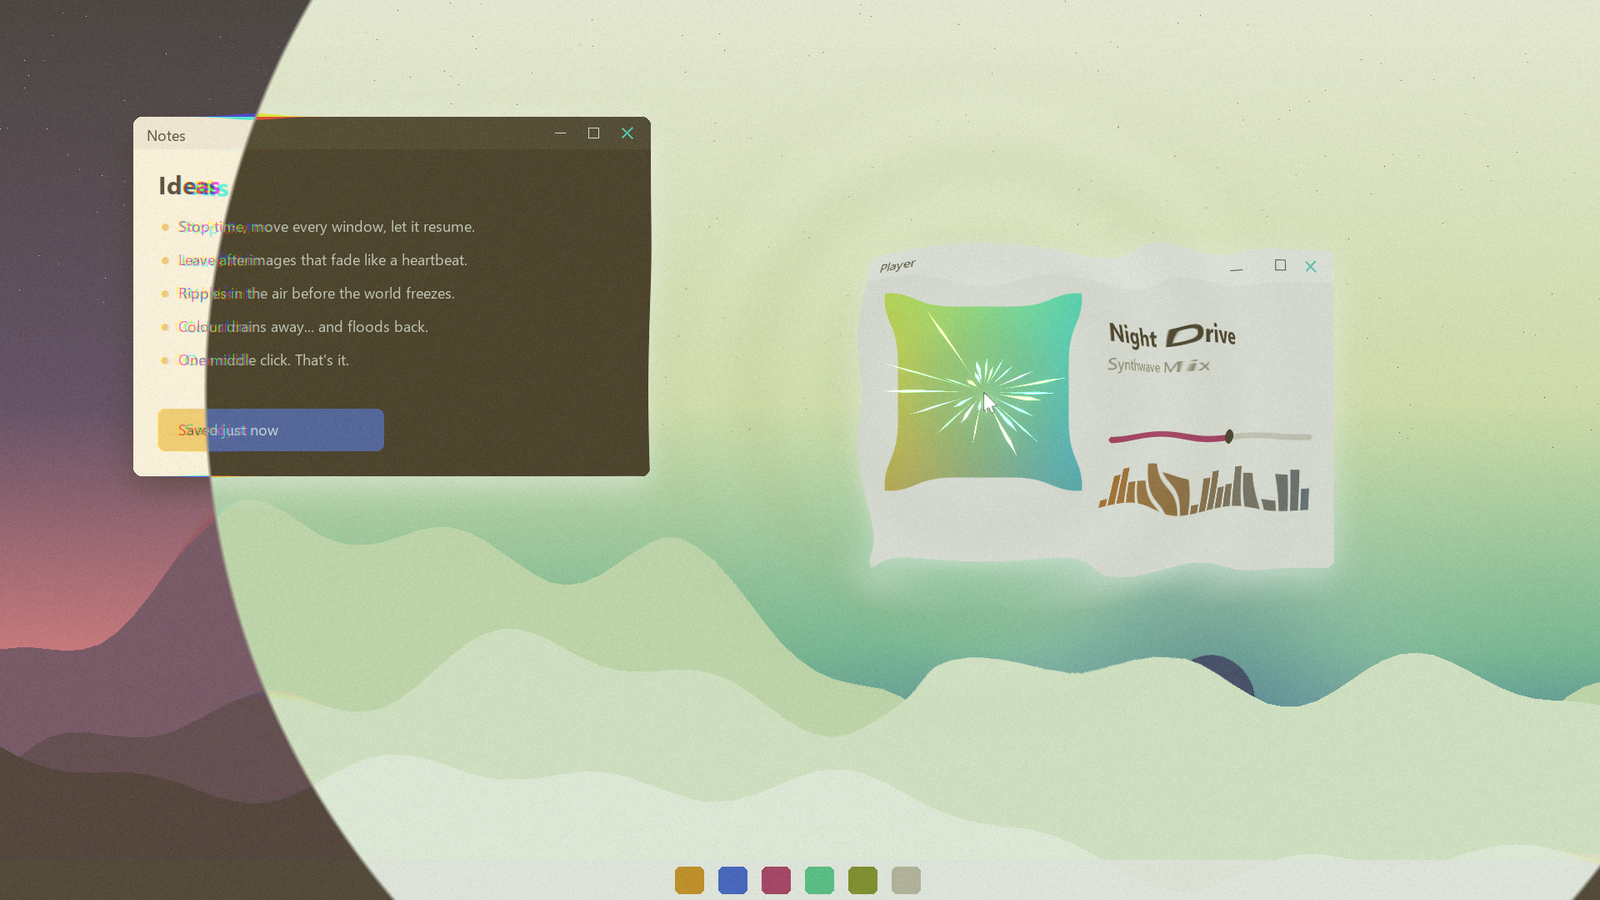 Notes
Ideas
Stop time, move every window, let it resume.
Leave afterimages that fade like a heartbeat.
Ripples in the air before the world freezes.
Colour drains away... and floods back.
One middle click. That's it.
Saved just now
Player
Night Drive
Synthwave Mix